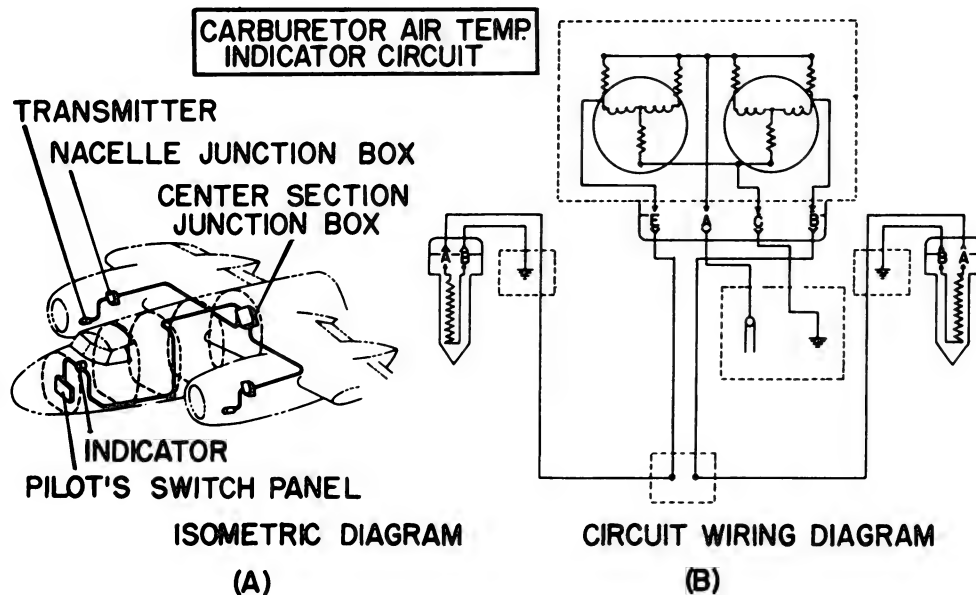 CARBURETOR AIR TEMP.
INDICATOR CIRCUIT
TRANSMITTER
NACELLE JUNCTION BOX
CENTER SECTION
JUNCTION BOX
INDICATOR
PILOT'S SWITCH PANEL
ISOMETRIC DIAGRAM
(A)
E A C B
A B
B A
CIRCUIT WIRING DIAGRAM
(B)